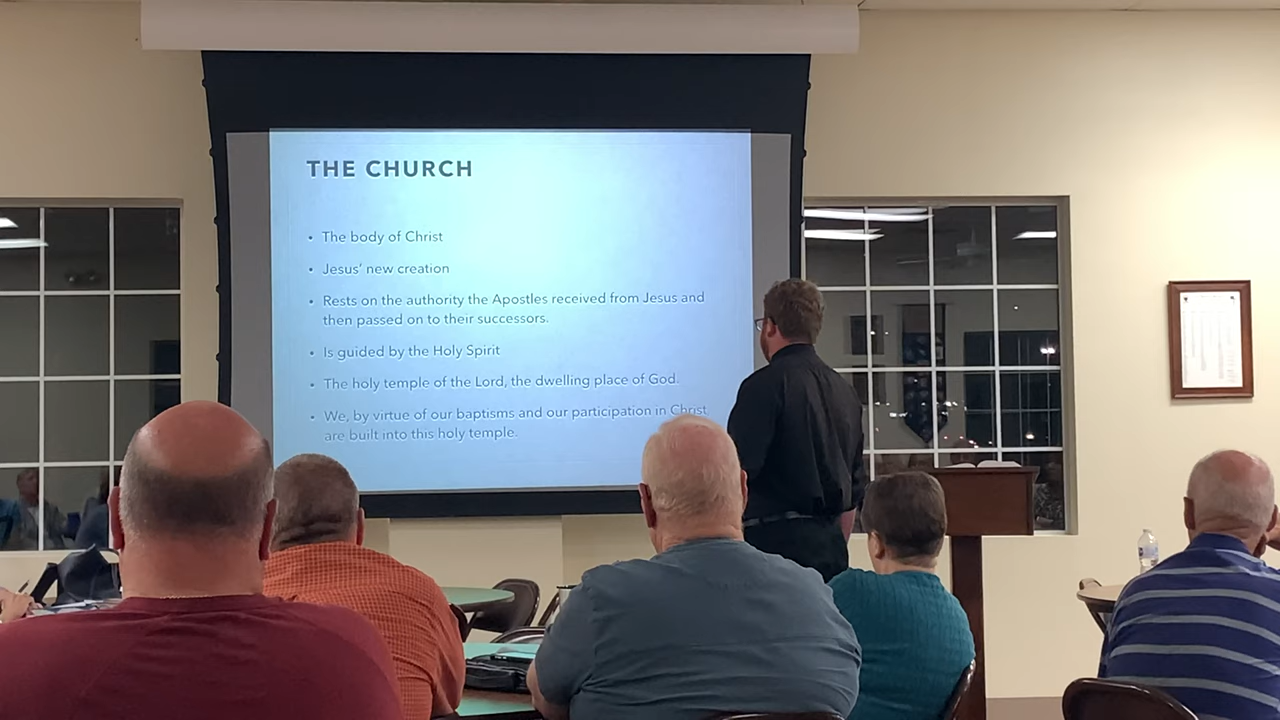 THE CHURCH
• The body of Christ
• Jesus' new creation
• Rests on the authority the Apostles received from Jesus and
then passed on to their successors.
• Is guided by the Holy Spirit
• The holy temple of the Lord, the dwelling place of God.
• We, by virtue of our baptisms and our participation in Christ
are built into this holy temple.